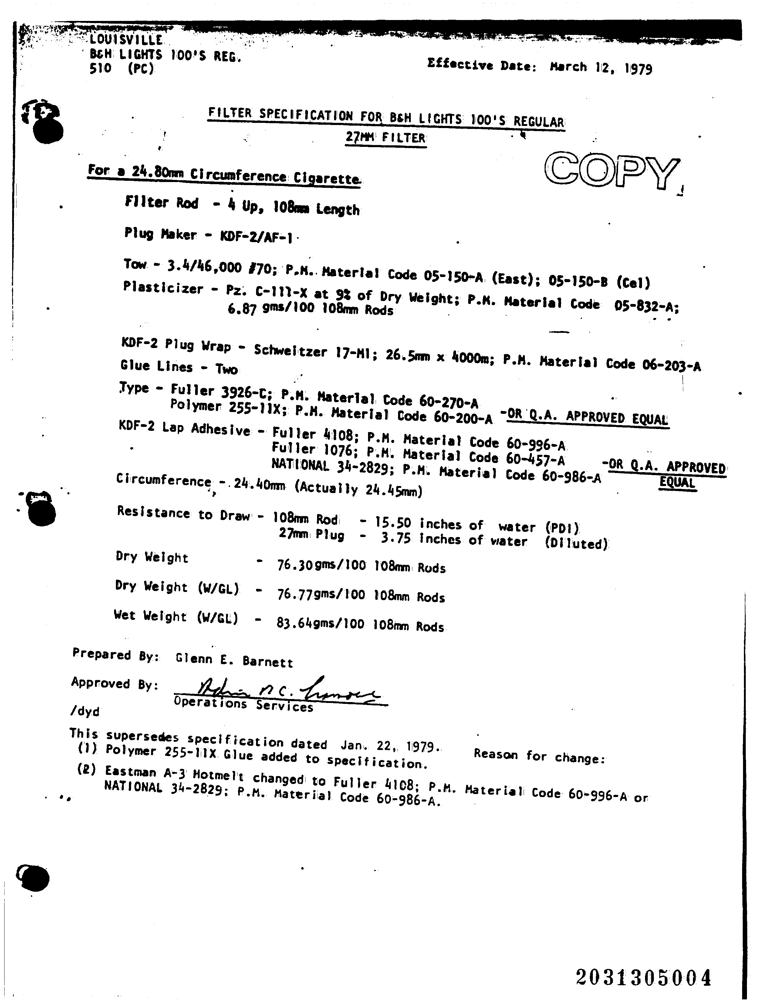 LOUISVILLE
B&H LIGHTS 100'S REG.
510 (PC)
Effective Date: March 12, 1979
FILTER SPECIFICATION FOR B&H LIGHTS 100'S REGULAR
27MM FILTER
COPY
For a 24.80mm Circumference Cigarette
Filter Rod - 4 Up, 108mm Length
Plug Maker - KDF-2/AF-1
Tow - 3.4/46,000 #70; P.M. Material Code 05-150-A (East); 05-150-B (Cel)
Plasticizer - Pz. C-111-X at 9% of Dry Weight; P.M. Material Code 05-832-A;
6.87 gms/100 108mm Rods
KDF-2 Plug Wrap - Schweitzer 17-M1; 26.5mm x 4000m; P.M. Material Code 06-203-A
Glue Lines - Two
Type - Fuller 3926-C; P.M. Material Code 60-270-A
Polymer 255-11X; P.M. Material Code 60-200-A -OR Q.A. APPROVED EQUAL
KDF-2 Lap Adhesive - Fuller 4108; P.M. Material Code 60-996-A
Fuller 1076; P.M. Material Code 60-457-A -OR Q.A. APPROVED
NATIONAL 34-2829; P.M. Material Code 60-986-A EQUAL
Circumference - 24.40mm (Actually 24.45mm)
Resistance to Draw - 108mm Rod - 15.50 inches of water (PDI)
27mm Plug - 3.75 inches of water (Diluted)
Dry Weight - 76.30gms/100 108mm Rods
Dry Weight (W/GL) - 76.77gms/100 108mm Rods
Wet Weight (W/GL) - 83.64gms/100 108mm Rods
Prepared By: Glenn E. Barnett
Approved By:
Operations Services
/dyd
This supersedes specification dated Jan. 22, 1979. Reason for change:
(1) Polymer 255-11X Glue added to specification.
(2) Eastman A-3 Hotmelt changed to Fuller 4108; P.M. Material Code 60-996-A or
NATIONAL 34-2829; P.M. Material Code 60-986-A.
2031305004